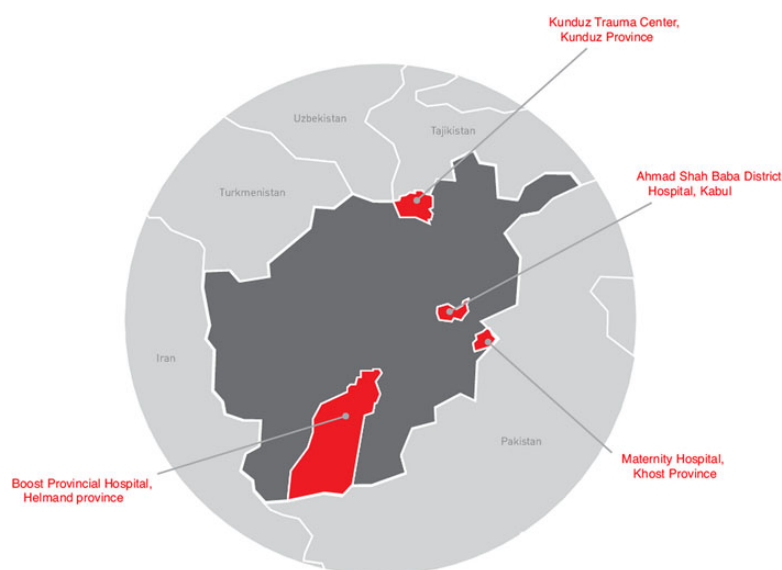 Kunduz Trauma Center,
Kunduz Province
Uzbekistan
Tajikistan
Ahmad Shah Baba District
Hospital, Kabul
Turkmenistan
Iran
Pakistan
Maternity Hospital,
Khost Province
Boost Provincial Hospital,
Helmand province